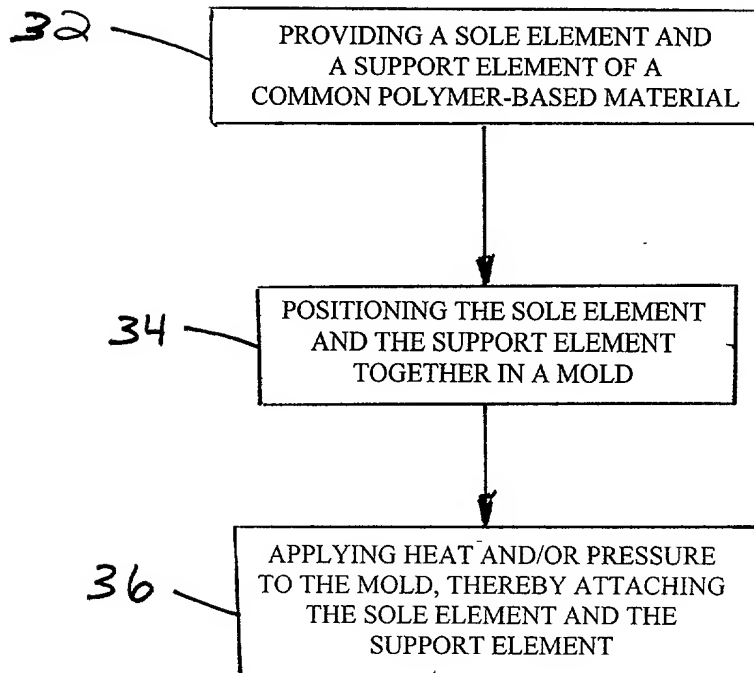 32
PROVIDING A SOLE ELEMENT AND
A SUPPORT ELEMENT OF A
COMMON POLYMER-BASED MATERIAL
34
POSITIONING THE SOLE ELEMENT
AND THE SUPPORT ELEMENT
TOGETHER IN A MOLD
36
APPLYING HEAT AND/OR PRESSURE
TO THE MOLD, THEREBY ATTACHING
THE SOLE ELEMENT AND THE
SUPPORT ELEMENT